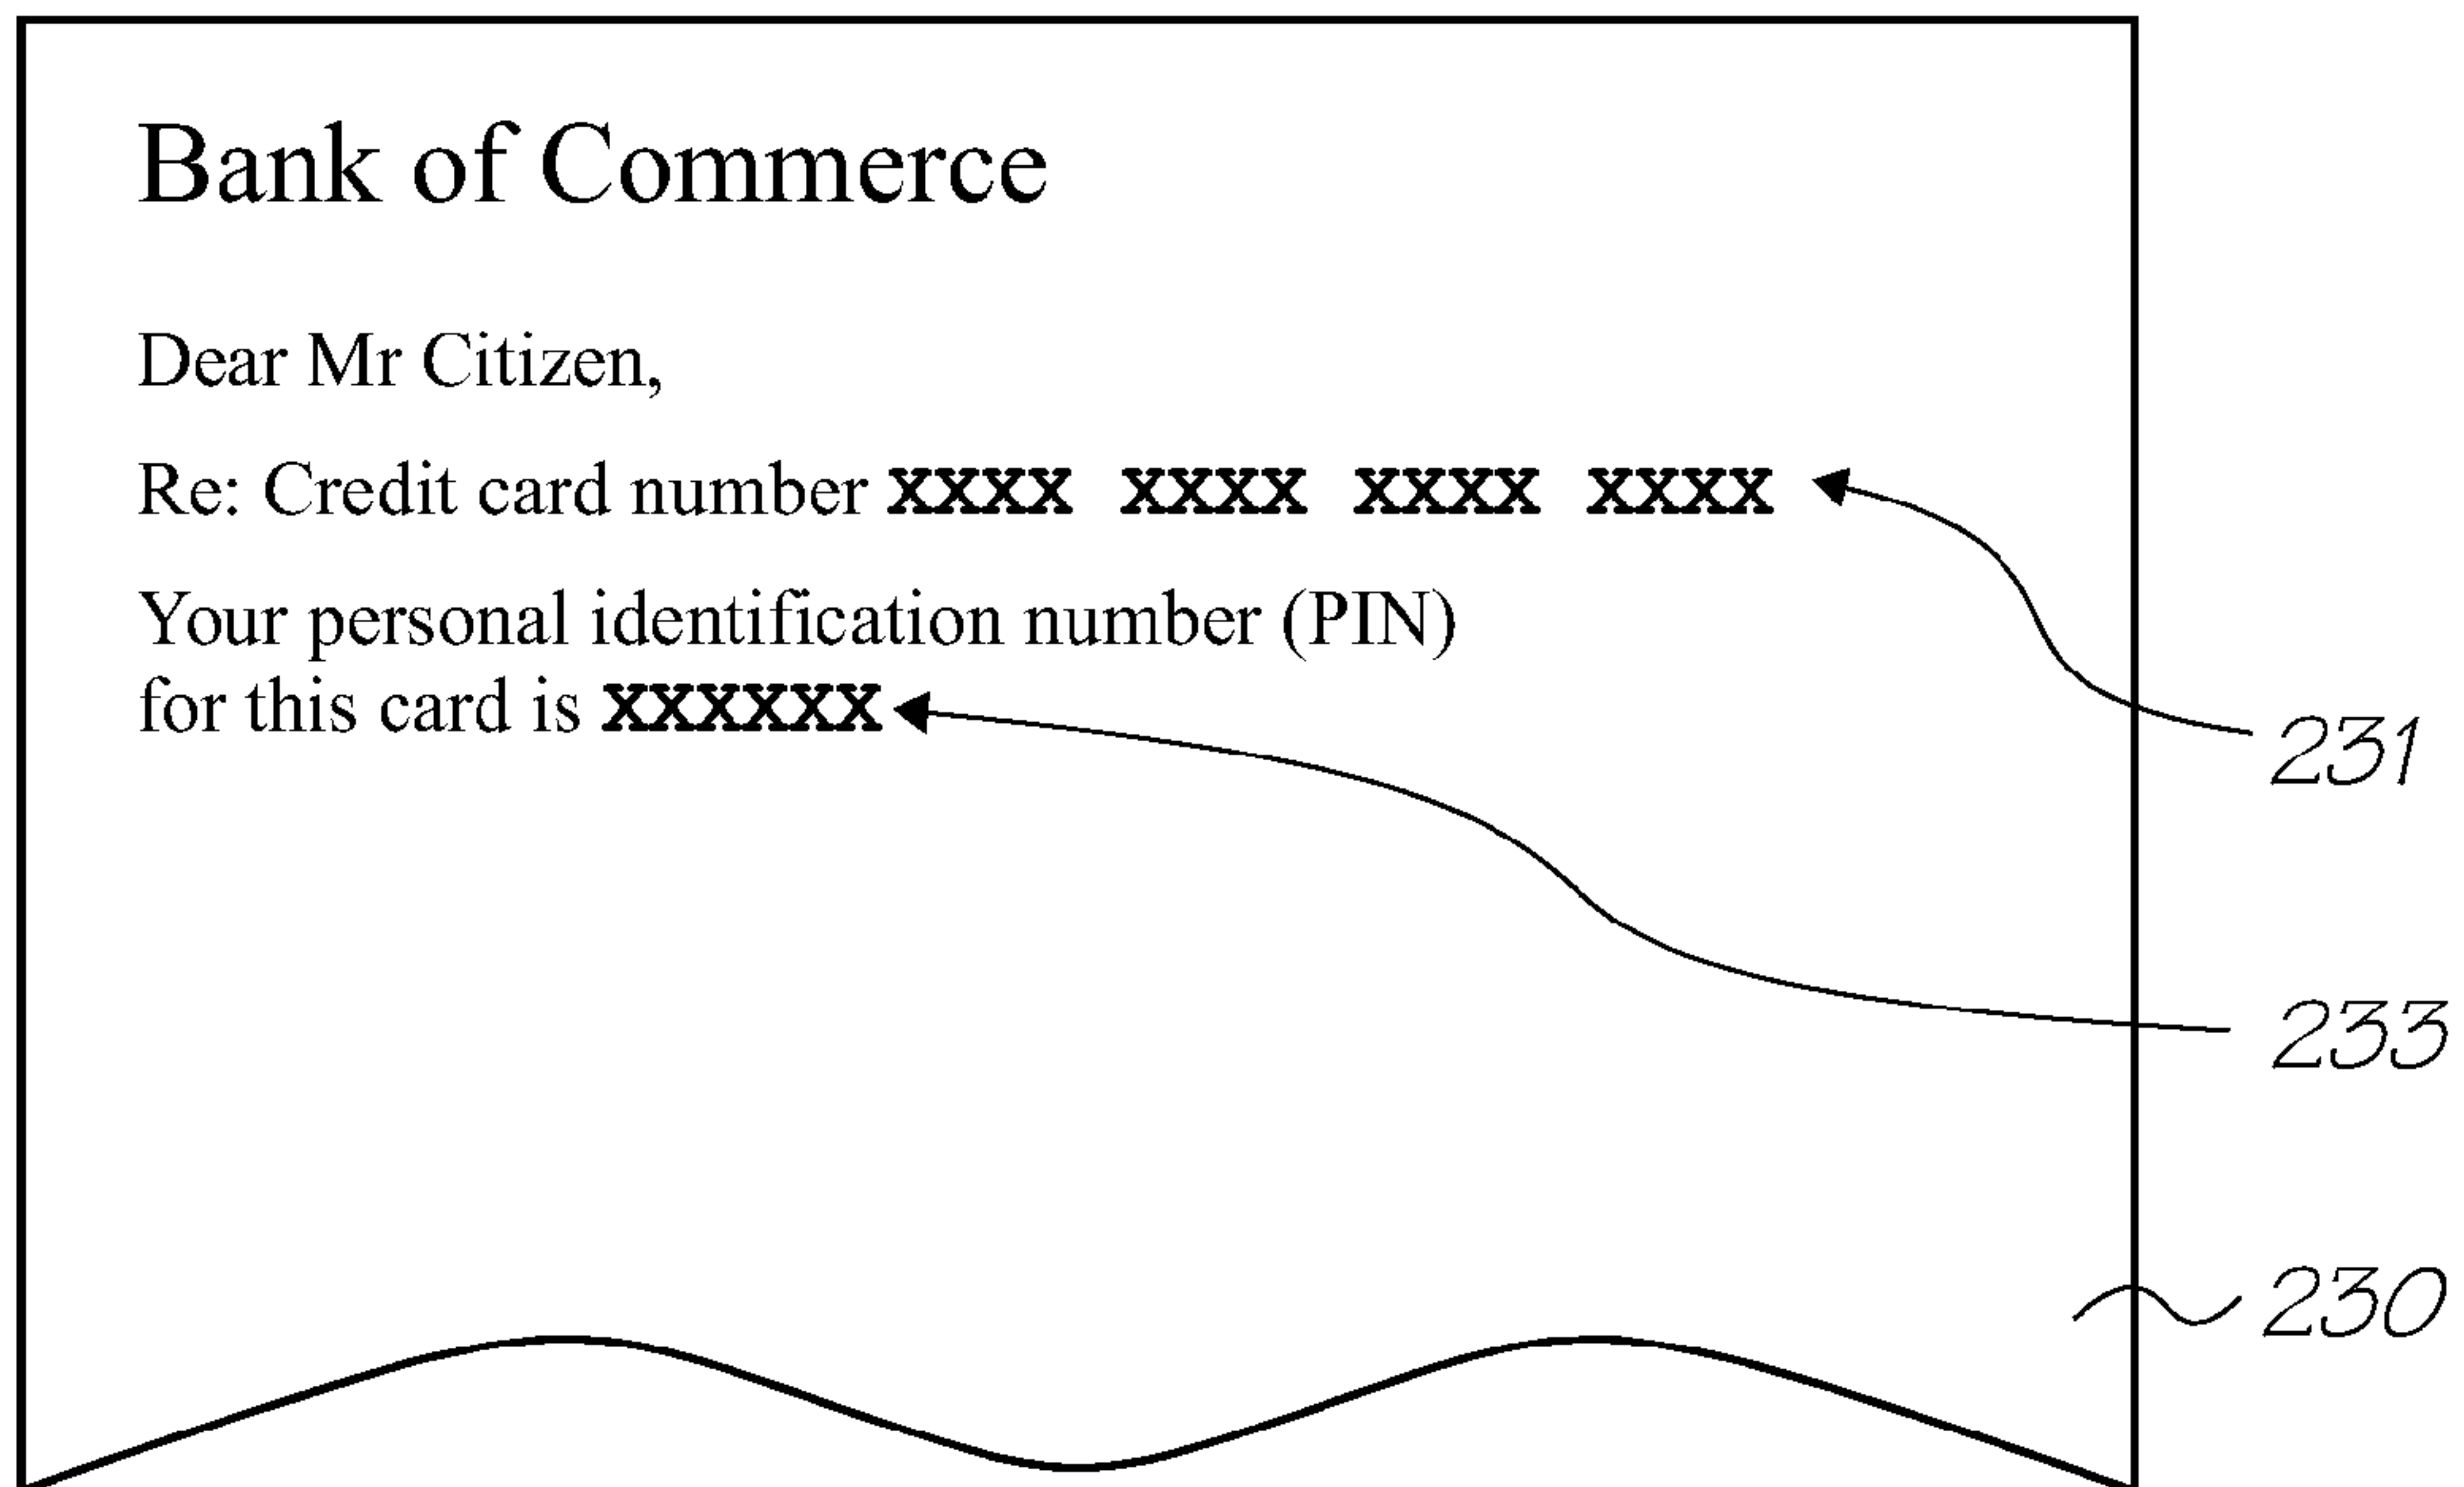 Bank of Commerce
Dear Mr Citizen,
Re: Credit card number xxxx xxxx xxxx xxxx
Your personal identification number (PIN)
for this card is xxxxxx
231
233
230